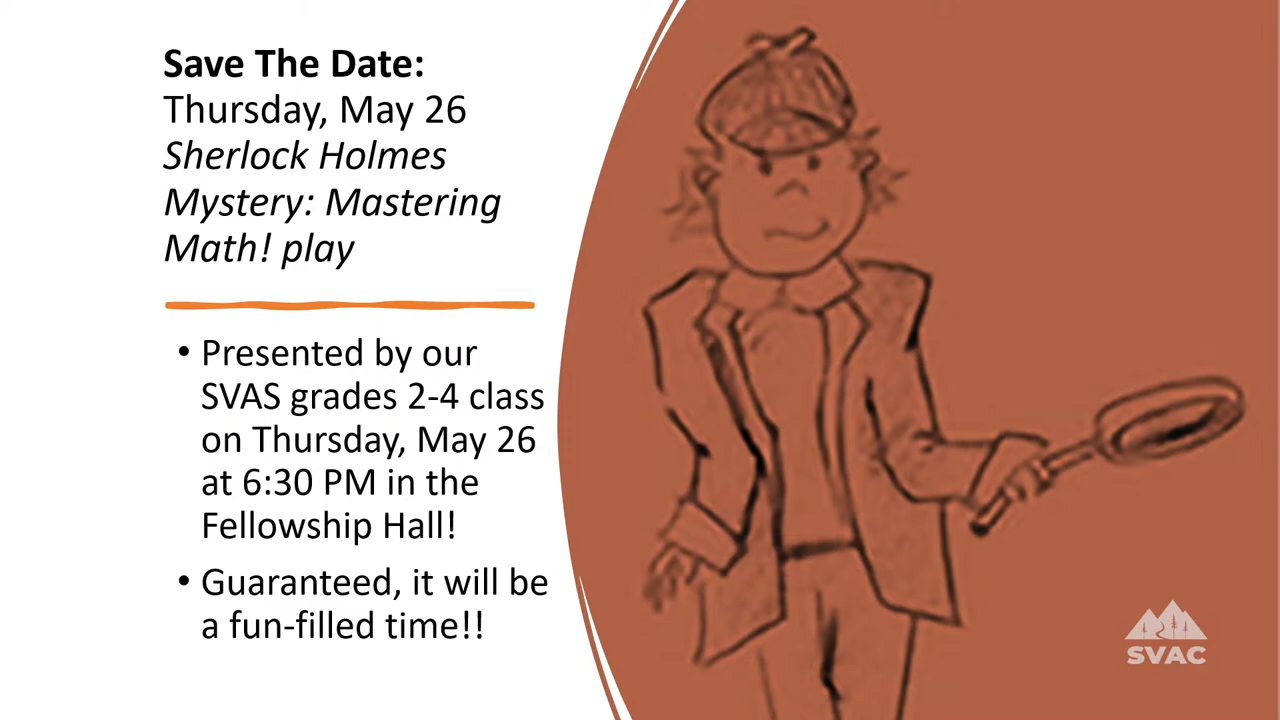 Save The Date:
Thursday, May 26
Sherlock Holmes
Mystery: Mastering
Math! play
• Presented by our
SVAS grades 2-4 class
on Thursday, May 26
at 6:30 PM in the
Fellowship Hall!
• Guaranteed, it will be
a fun-filled time!!
SVAC